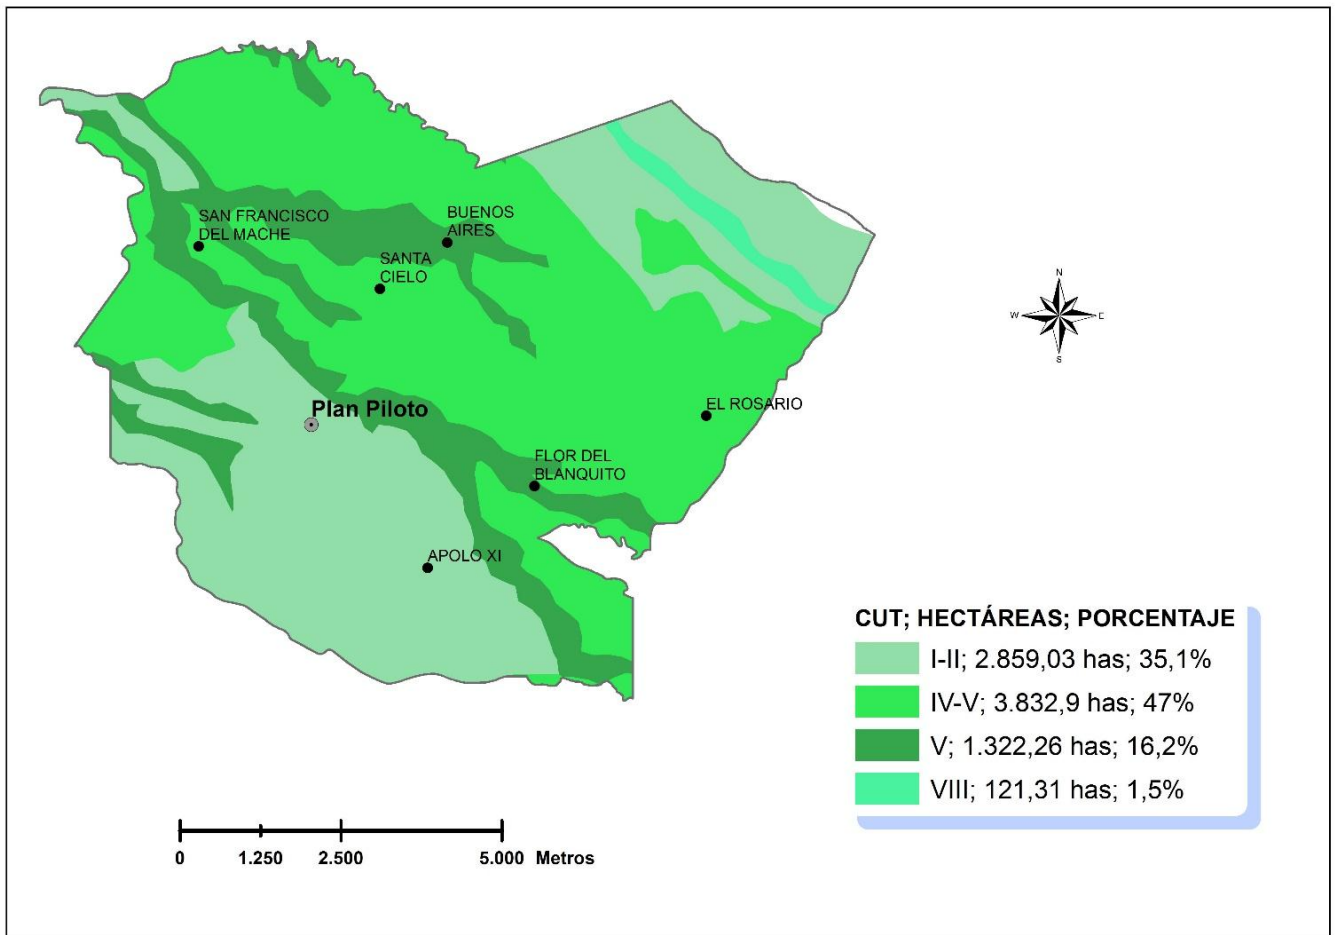 SAN FRANCISCO
DEL MACHE
BUENOS
AIRES
SANTA
CIELO
N
W
E
S
Plan Piloto
EL ROSARIO
FLOR DEL
BLANQUITO
APOLO XI
CUT; HECTÁREAS; PORCENTAJE
I-II; 2.859,03 has; 35,1%
IV-V; 3.832,9 has; 47%
V; 1.322,26 has; 16,2%
VIII; 121,31 has; 1,5%
0 1.250 2.500 5.000 Metros